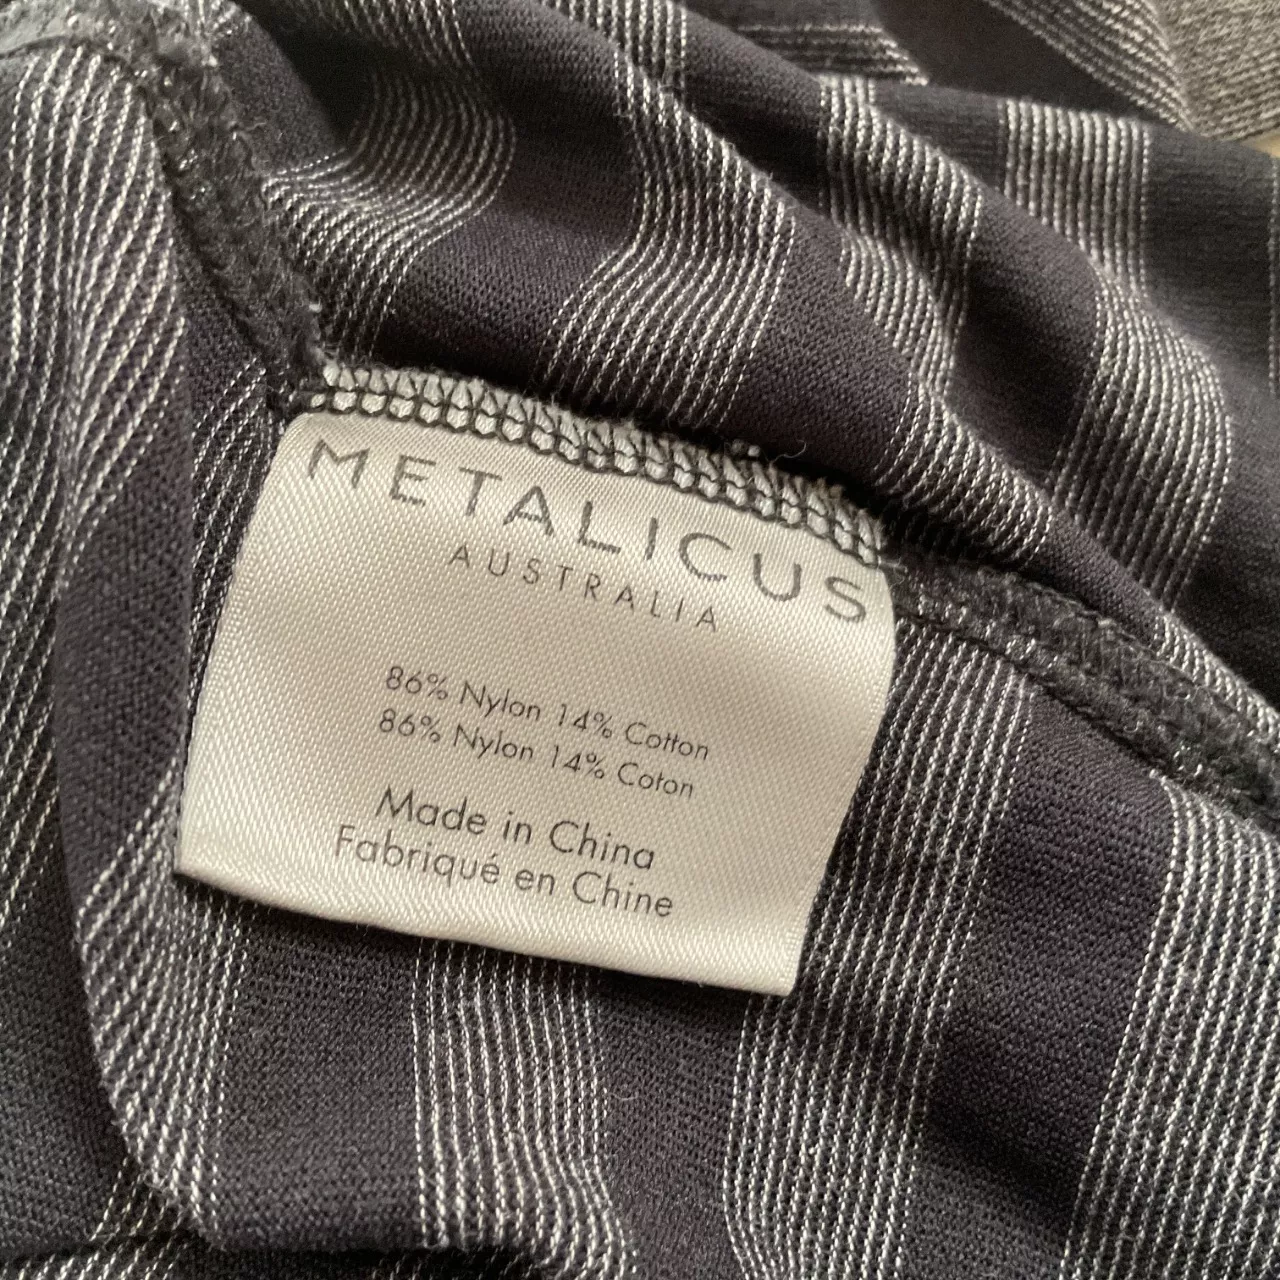 METALICUS
AUSTRALIA
86% Nylon 14% Cotton
86% Nylon 14% Coton
Made in China
Fabriqué en Chine